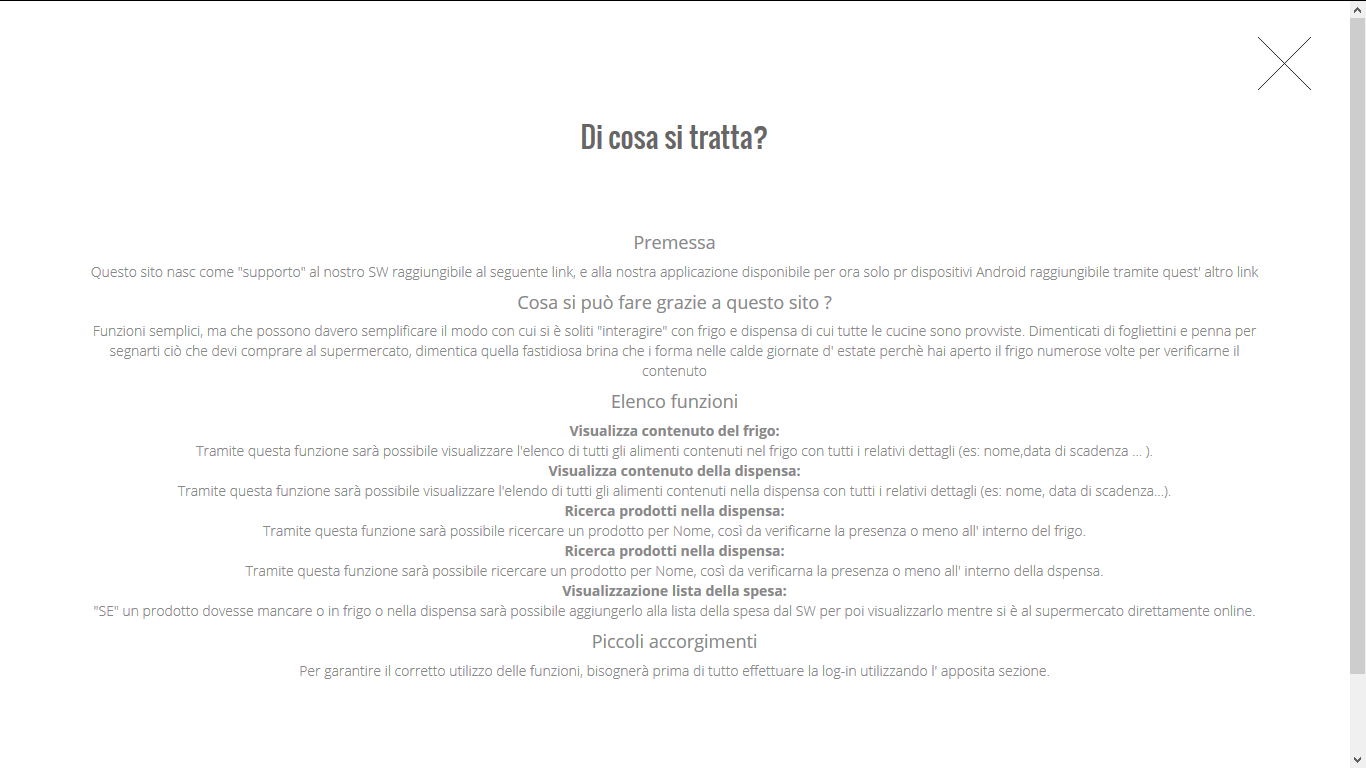 Di cosa si tratta?
Premessa
Questo sito nasc come "supporto" al nostro SW raggiungibile al seguente link, e alla nostra applicazione disponibile per ora solo pr dispositivi Android raggiungibile tramite quest' altro link
Cosa si può fare grazie a questo sito ?
Funzioni semplici, ma che possono davero semplificare il modo con cui si è soliti "interagire" con frigo e dispensa di cui tutte le cucine sono provviste. Dimenticati di fogliettini e penna per
segnarti ciò che devi comprare al supermercato, dimentica quella fastidiosa brina che i forma nelle calde giornate d' estate perchè hai aperto il frigo numerose volte per verificarne il
contenuto
Elenco funzioni
Visualizza contenuto del frigo:
Tramite questa funzione sarà possibile visualizzare l'elenco di tutti gli alimenti contenuti nel frigo con tutti i relativi dettagli (es: nome,data di scadenza ... ).
Visualizza contenuto della dispensa:
Tramite questa funzione sarà possibile visualizzare l'elendo di tutti gli alimenti contenuti nella dispensa con tutti i relativi dettagli (es: nome, data di scadenza...).
Ricerca prodotti nella dispensa:
Tramite questa funzione sarà possibile ricercare un prodotto per Nome, così da verificarne la presenza o meno all' interno del frigo.
Ricerca prodotti nella dispensa:
Tramite questa funzione sarà possibile ricercare un prodotto per Nome, così da verificarna la presenza o meno all' interno della dspensa.
Visualizzazione lista della spesa:
"SE" un prodotto dovesse mancare o in frigo o nella dispensa sarà possibile aggiungerlo alla lista della spesa dal SW per poi visualizzarlo mentre si è al supermercato direttamente online.
Piccoli accorgimenti
Per garantire il corretto utilizzo delle funzioni, bisognerà prima di tutto effettuare la log-in utilizzando l' apposita sezione.